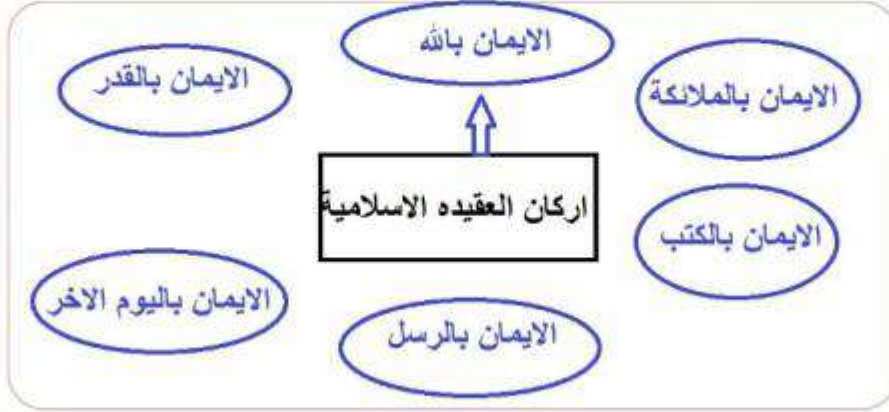 الايمان بالله
الايمان بالملائكة
الايمان بالقدر
اركان العقيده الاسلامية
الايمان بالكتب
الايمان باليوم الاخر
الايمان بالرسل